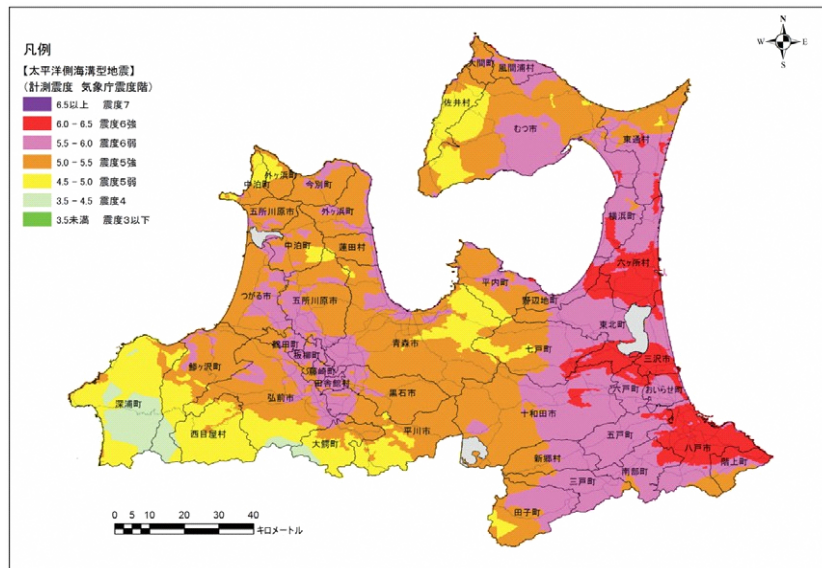 凡例
【太平洋側海溝型地震】
(計測震度 気象庁震度階)
6.5以上 震度7
6.0 - 6.5 震度6強
5.5 - 6.0 震度6弱
5.0 - 5.5 震度5強
4.5 - 5.0 震度5弱
3.5 - 4.5 震度4
3.5未満 震度3以下
N
W E
S
大間町
風間浦村
佐井村
むつ市
東通村
横浜町
六ヶ所村
外ヶ浜町
中泊町
今別町
五所川原市
外ヶ浜町
中泊町
蓬田村
平内町
野辺地町
つがる市
五所川原市
東北町
青森市
七戸町
三沢市
鶴田町
板柳町
鰺ヶ沢町
藤崎町
田舎館村
六戸町
おいらせ町
深浦町
弘前市
黒石市
十和田市
西目屋村
大鰐町
平川市
五戸町
八戸市
新郷村
南部町
階上町
三戸町
田子町
0 5 10 20 30 40
キロメートル